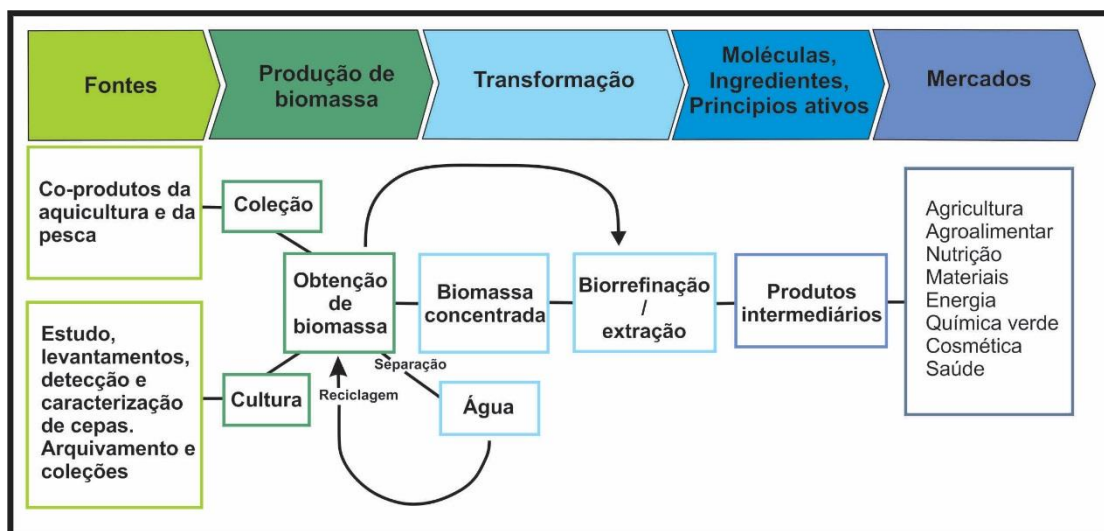 Fontes
Produção de
biomassa
Transformação
Moléculas,
Ingredientes,
Principios ativos
Mercados
Co-produtos da
aquicultura e da
pesca
Coleção
Obtenção
de
biomassa
Biomassa
concentrada
Biorrefinação
/
extração
Produtos
intermediários
Agricultura
Agroalimentar
Nutrição
Materiais
Energia
Química verde
Cosmética
Saúde
Estudo,
levantamentos,
detecção e
caracterização
de cepas.
Arquivamento e
coleções
Cultura
Separação
Reciclagem
Água